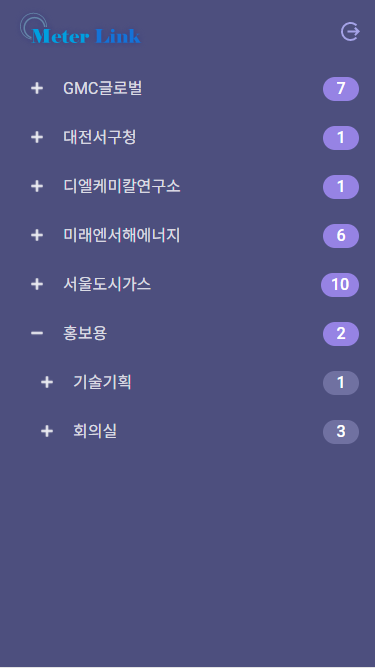 Meter Link
GMC글로벌 7
대전서구청 1
디엘케미칼연구소 1
미래엔서해에너지 6
서울도시가스 10
홍보용 2
기술기획 1
회의실 3